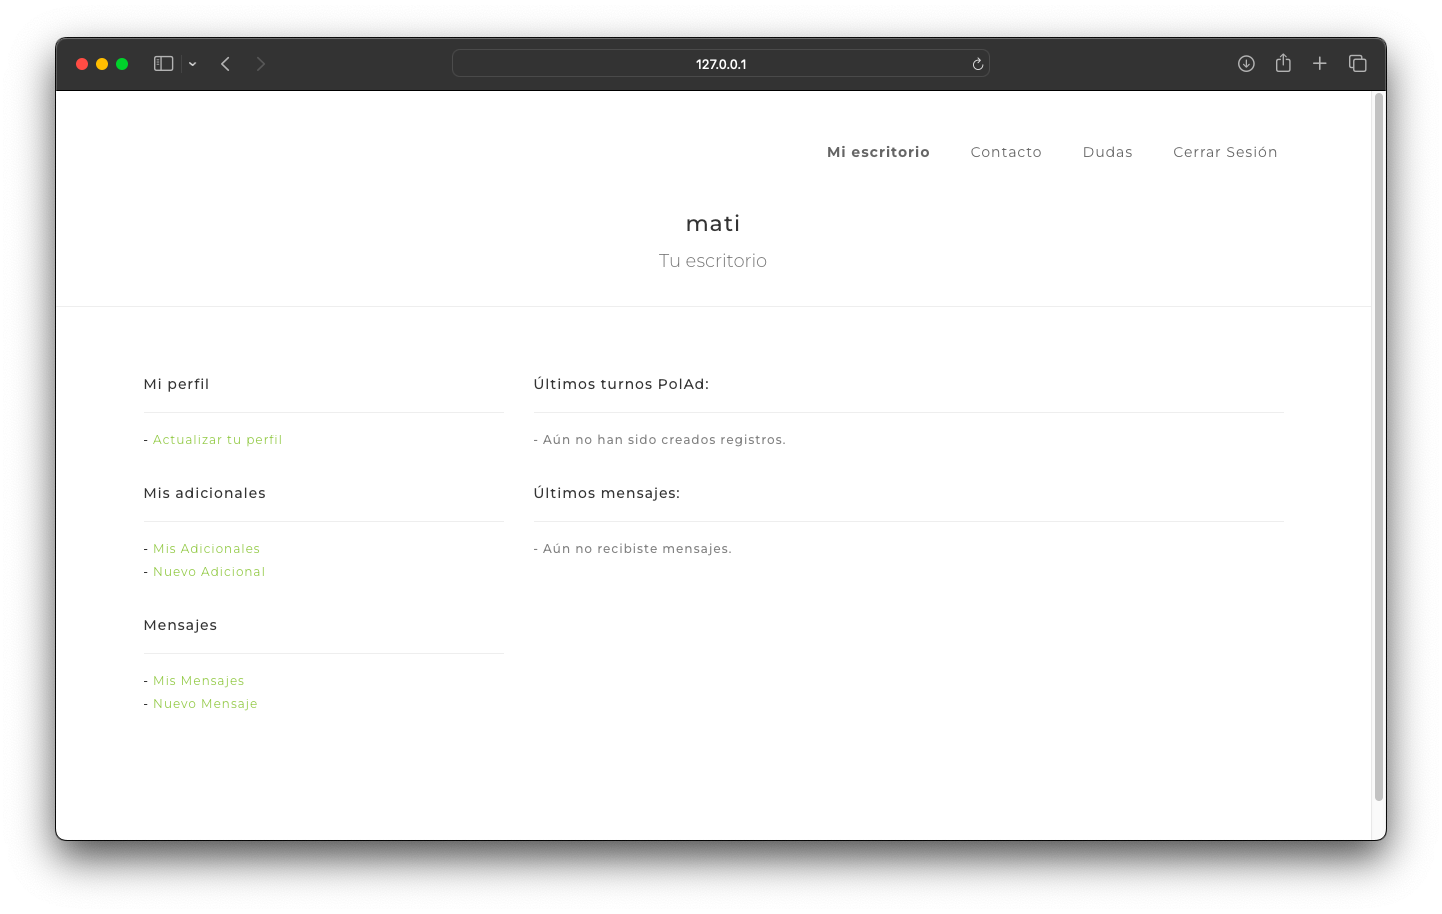 127.0.0.1
Mi escritorio Contacto Dudas Cerrar Sesión
mati
Tu escritorio
Mi perfil
- Actualizar tu perfil
Mis adicionales
- Mis Adicionales
- Nuevo Adicional
Mensajes
- Mis Mensajes
- Nuevo Mensaje
Últimos turnos PolAd:
- Aún no han sido creados registros.
Últimos mensajes:
- Aún no recibiste mensajes.